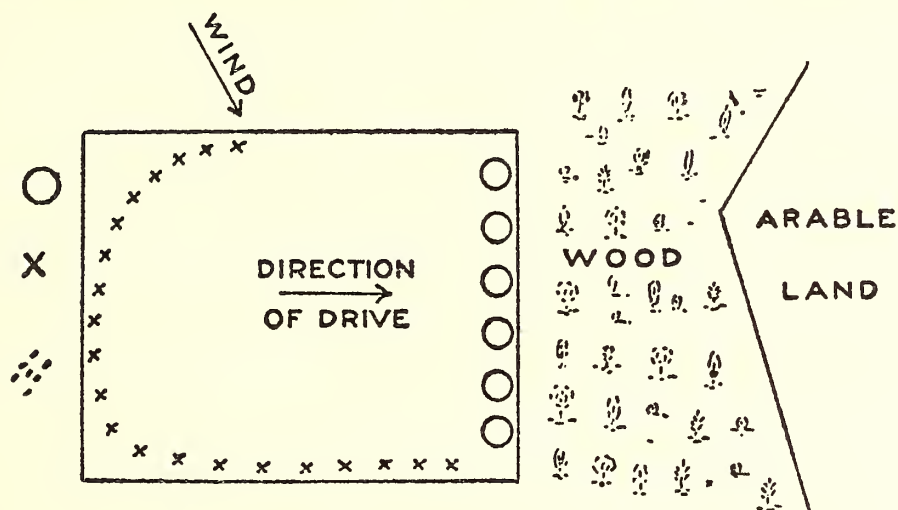 WIND
DIRECTION
OF DRIVE
WOOD
ARABLE
LAND